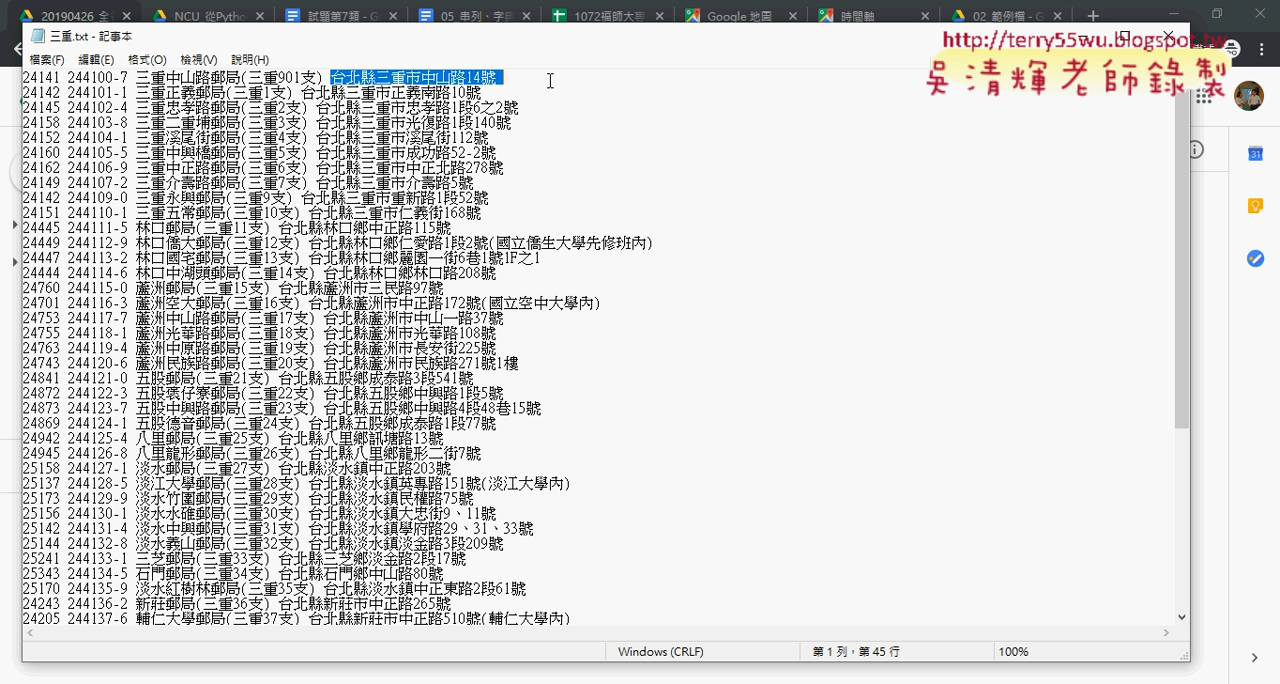 20190426 全
NCU 從Pytho
試題第7類 - G
05 串列、字串
1072福師大專
Google 地圖
時間軸
02_範例檔 - G
三重.txt - 記事本
http://terry55wu.blogspot.tw
吳清輝老師錄製
檔案(F) 編輯(E) 格式(O) 檢視(V) 說明(H)
24141 244100-7 三重中山路郵局(三重901支) 台北縣三重市中山路14號
24142 244101-1 三重正義郵局(三重1支) 台北縣三重市正義南路10號
24145 244102-4 三重忠孝路郵局(三重2支) 台北縣三重市忠孝路1段6之2號
24158 244103-8 三重二重埔郵局(三重3支) 台北縣三重市光復路1段140號
24152 244104-1 三重溪尾街郵局(三重4支) 台北縣三重市溪尾街112號
24160 244105-5 三重中興橋郵局(三重5支) 台北縣三重市成功路52-2號
24162 244106-9 三重中正路郵局(三重6支) 台北縣三重市中正北路278號
24149 244107-2 三重介壽路郵局(三重7支) 台北縣三重市介壽路5號
24142 244109-0 三重永興郵局(三重9支) 台北縣三重市重新路1段52號
24151 244110-1 三重五常郵局(三重10支) 台北縣三重市仁義街168號
24445 244111-5 林口郵局(三重11支) 台北縣林口鄉中正路115號
24449 244112-9 林口僑大郵局(三重12支) 台北縣林口鄉仁愛路1段2號(國立僑生大學先修班內)
24447 244113-2 林口國宅郵局(三重13支) 台北縣林口鄉麗園一街6巷1號1F之1
24444 244114-6 林口中湖頭郵局(三重14支) 台北縣林口鄉林口路208號
24760 244115-0 蘆洲郵局(三重15支) 台北縣蘆洲市三民路97號
24701 244116-3 蘆洲空大郵局(三重16支) 台北縣蘆洲市中正路172號(國立空中大學內)
24753 244117-7 蘆洲中山路郵局(三重17支) 台北縣蘆洲市中山一路37號
24755 244118-1 蘆洲光華路郵局(三重18支) 台北縣蘆洲市光華路108號
24763 244119-4 蘆洲中原路郵局(三重19支) 台北縣蘆洲市長安街225號
24743 244120-6 蘆洲民族路郵局(三重20支) 台北縣蘆洲市民族路271號1樓
24841 244121-0 五股郵局(三重21支) 台北縣五股鄉成泰路3段541號
24872 244122-3 五股褒仔寮郵局(三重22支) 台北縣五股鄉中興路1段5號
24873 244123-7 五股中興路郵局(三重23支) 台北縣五股鄉中興路4段48巷15號
24869 244124-1 五股德音郵局(三重24支) 台北縣五股鄉成泰路1段77號
24942 244125-4 八里郵局(三重25支) 台北縣八里鄉訊塘路13號
24945 244126-8 八里龍形郵局(三重26支) 台北縣八里鄉龍形二街7號
25158 244127-1 淡水郵局(三重27支) 台北縣淡水鎮中正路203號
25137 244128-5 淡江大學郵局(三重28支) 台北縣淡水鎮英專路151號(淡江大學內)
25173 244129-9 淡水竹圍郵局(三重29支) 台北縣淡水鎮民權路75號
25156 244130-1 淡水水碓郵局(三重30支) 台北縣淡水鎮大忠街9、11號
25142 244131-4 淡水中興郵局(三重31支) 台北縣淡水鎮學府路29、31、33號
25144 244132-8 淡水義山郵局(三重32支) 台北縣淡水鎮淡金路3段209號
25241 244133-1 三芝郵局(三重33支) 台北縣三芝鄉淡金路2段17號
25343 244134-5 石門郵局(三重34支) 台北縣石門鄉中山路80號
25170 244135-9 淡水紅樹林郵局(三重35支) 台北縣淡水鎮中正東路2段61號
24243 244136-2 新莊郵局(三重36支) 台北縣新莊市中正路265號
24205 244137-6 輔仁大學郵局(三重37支) 台北縣新莊市中正路510號(輔仁大學內)
Windows (CRLF)
第 1 列，第 45 行
100%
31